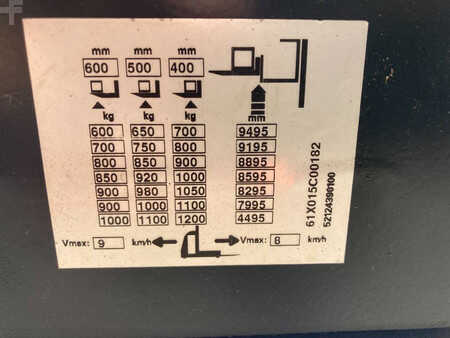 mm mm mm
600 500 400
kg kg kg mm
600 650 700 9495
700 750 800 9195
800 850 900 8895
850 920 1000 8595
900 980 1050 8295
900 1000 1100 7995
1000 1100 1200 4495
Vmax: 9 km/h Vmax: 8 km/h
61X015C00182
52124390100